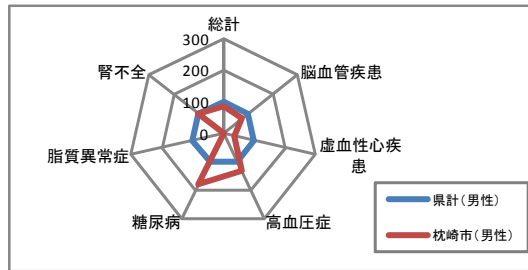 総計
300
200
100
0
脳血管疾患
虚血性心疾
患
高血圧症
糖尿病
脂質異常症
腎不全
県計(男性)
枕崎市(男性)